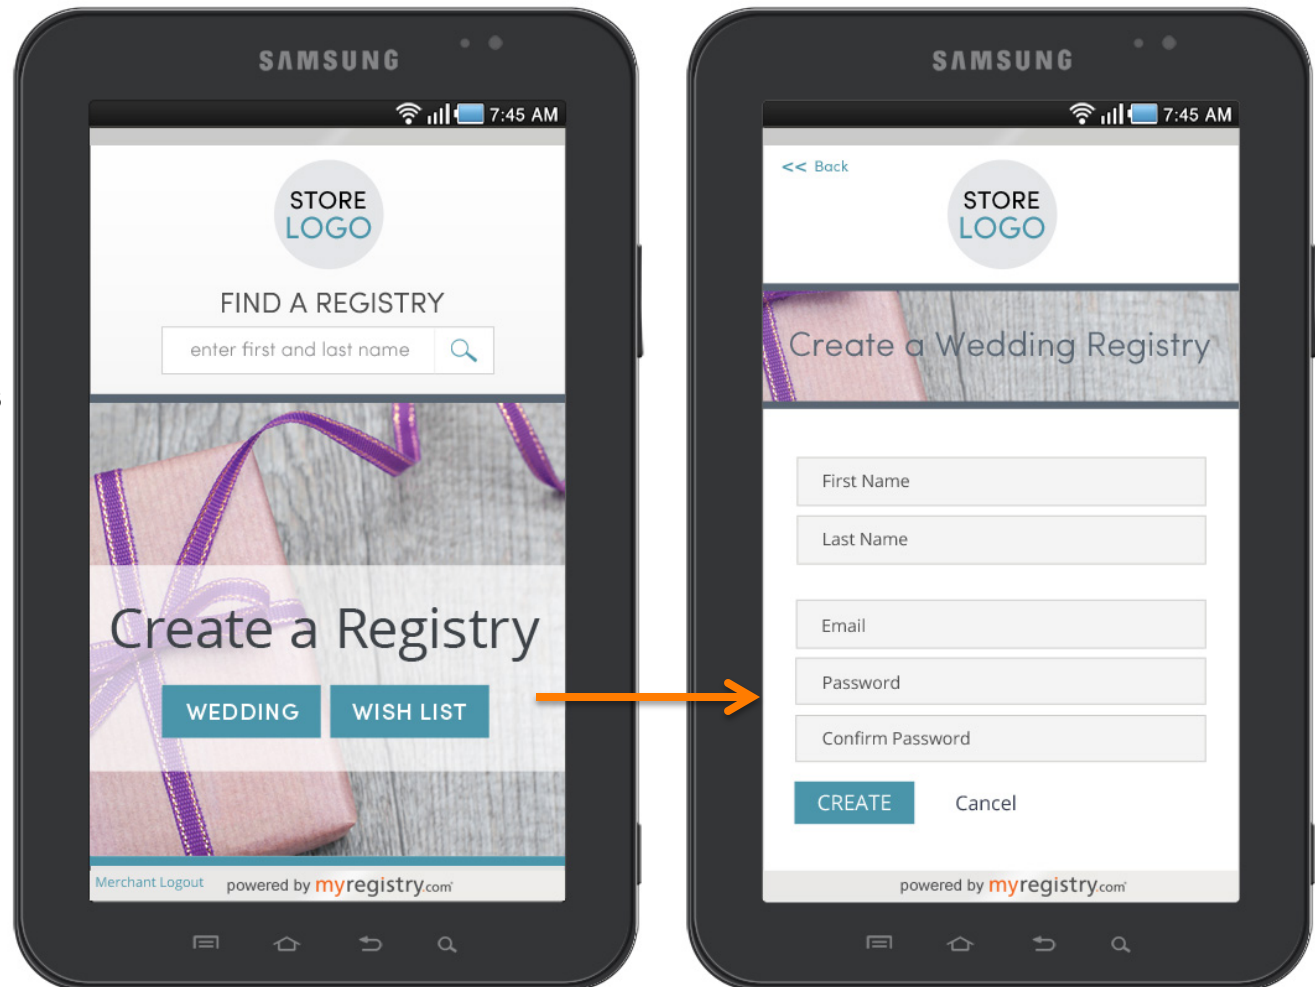 SAMSUNG
7:45 AM
STORE
LOGO
FIND A REGISTRY
enter first and last name
Create a Registry
WEDDING
WISH LIST
Merchant Logout
powered by myregistry.com
SAMSUNG
7:45 AM
<< Back
STORE
LOGO
Create a Wedding Registry
First Name
Last Name
Email
Password
Confirm Password
CREATE
Cancel
powered by myregistry.com